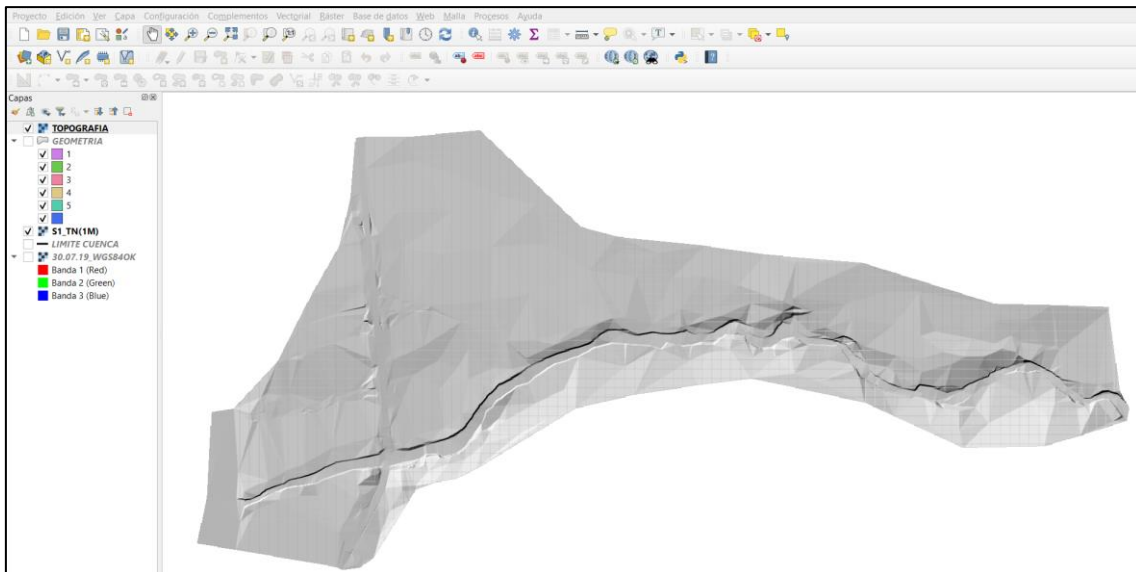 Proyecto Edición Ver Capa Configuración Complementos Vectorial Ráster Base de datos Web Malla Procesos Ayuda
Capas
TOPOGRAFIA
GEOMETRIA
1
2
3
4
5
S1_TN(1M)
LIMITE CUENCA
30.07.19_WGS84OK
Banda 1 (Red)
Banda 2 (Green)
Banda 3 (Blue)